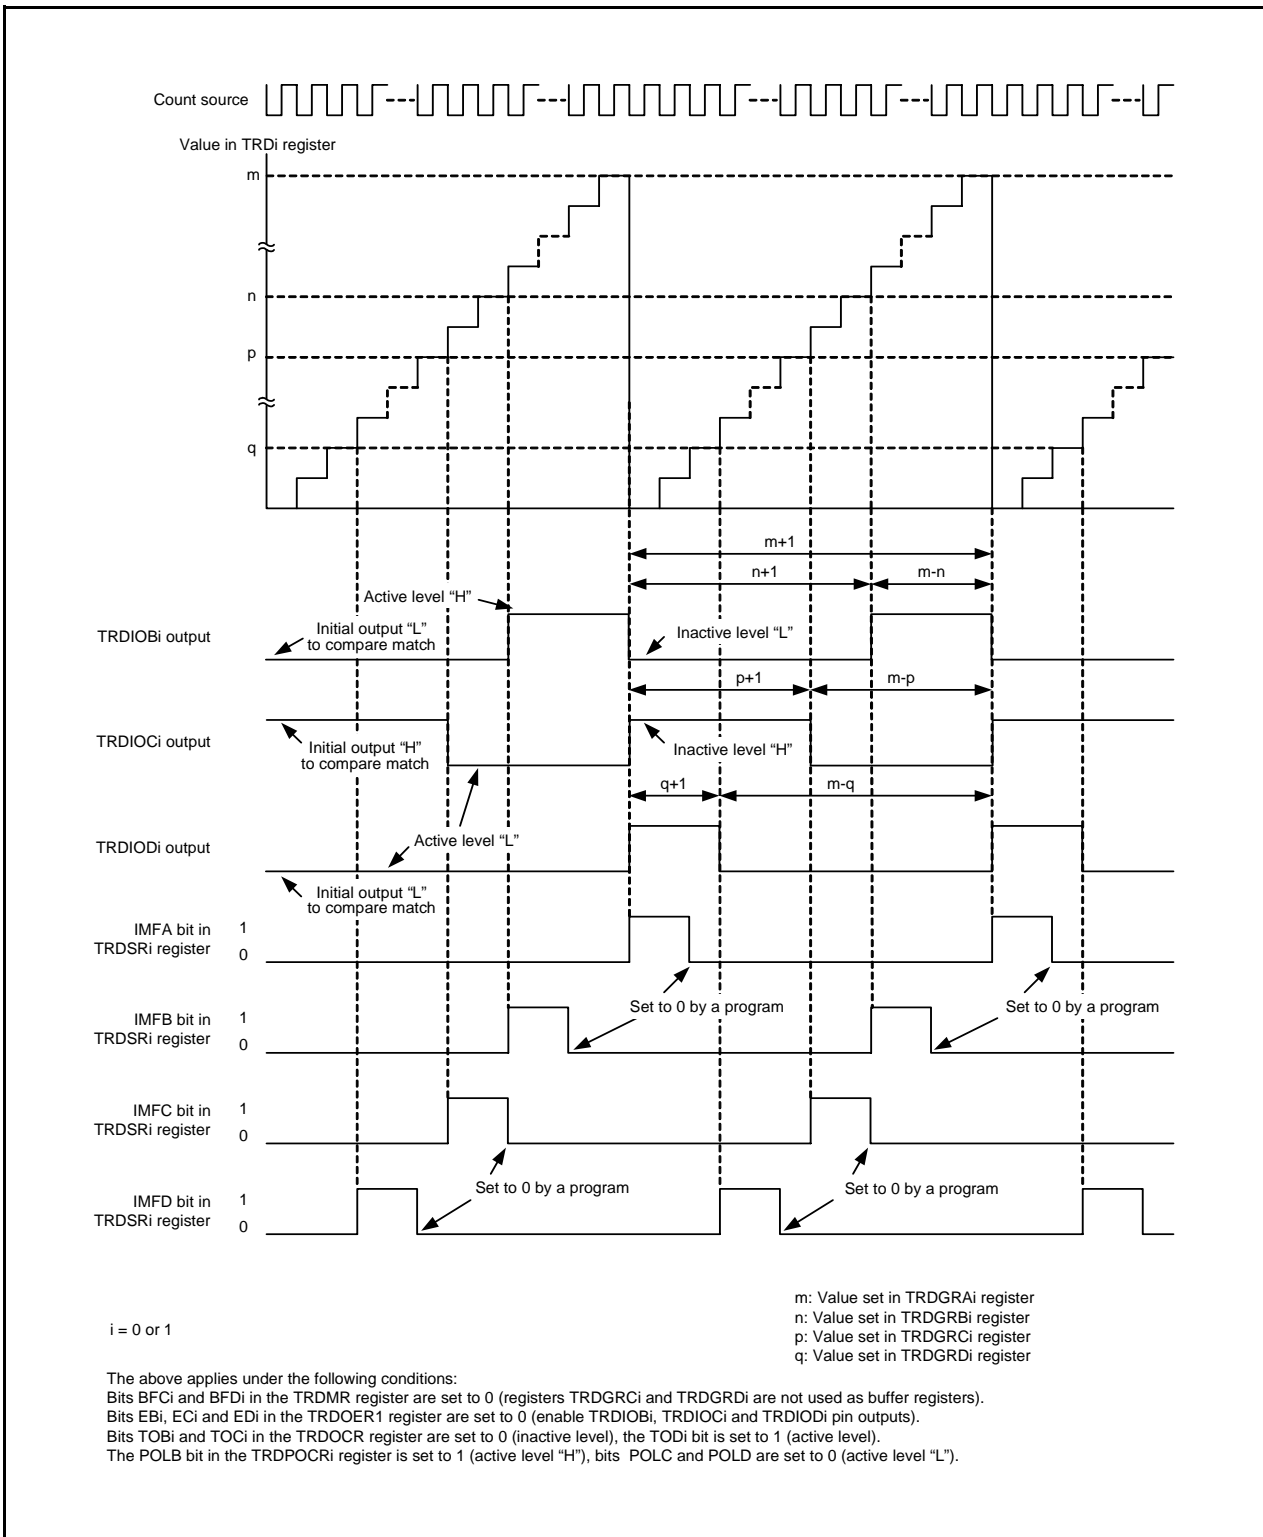 Count source
Value in TRDi register
m
n
p
q
m+1
n+1
m-n
Active level “H”
TRDIOBi output
Initial output “L”
to compare match
Inactive level “L”
p+1
m-p
TRDIOCi output
Initial output “H”
to compare match
Inactive level “H”
q+1
m-q
Active level “L”
TRDIODi output
Initial output “L”
to compare match
IMFA bit in
TRDSRi register
1
0
Set to 0 by a program
Set to 0 by a program
IMFB bit in
TRDSRi register
1
0
IMFC bit in
TRDSRi register
1
0
Set to 0 by a program
Set to 0 by a program
IMFD bit in
TRDSRi register
1
0
m: Value set in TRDGRAi register
n: Value set in TRDGRBi register
p: Value set in TRDGRCi register
q: Value set in TRDGRDi register
i = 0 or 1
The above applies under the following conditions:
Bits BFCi and BFDi in the TRDMR register are set to 0 (registers TRDGRCi and TRDGRDi are not used as buffer registers).
Bits EBi, ECi and EDi in the TRDOER1 register are set to 0 (enable TRDIOBi, TRDIOCi and TRDIODi pin outputs).
Bits TOBi and TOCi in the TRDOCR register are set to 0 (inactive level), the TODi bit is set to 1 (active level).
The POLB bit in the TRDPOCRi register is set to 1 (active level “H”), bits  POLC and POLD are set to 0 (active level “L”).